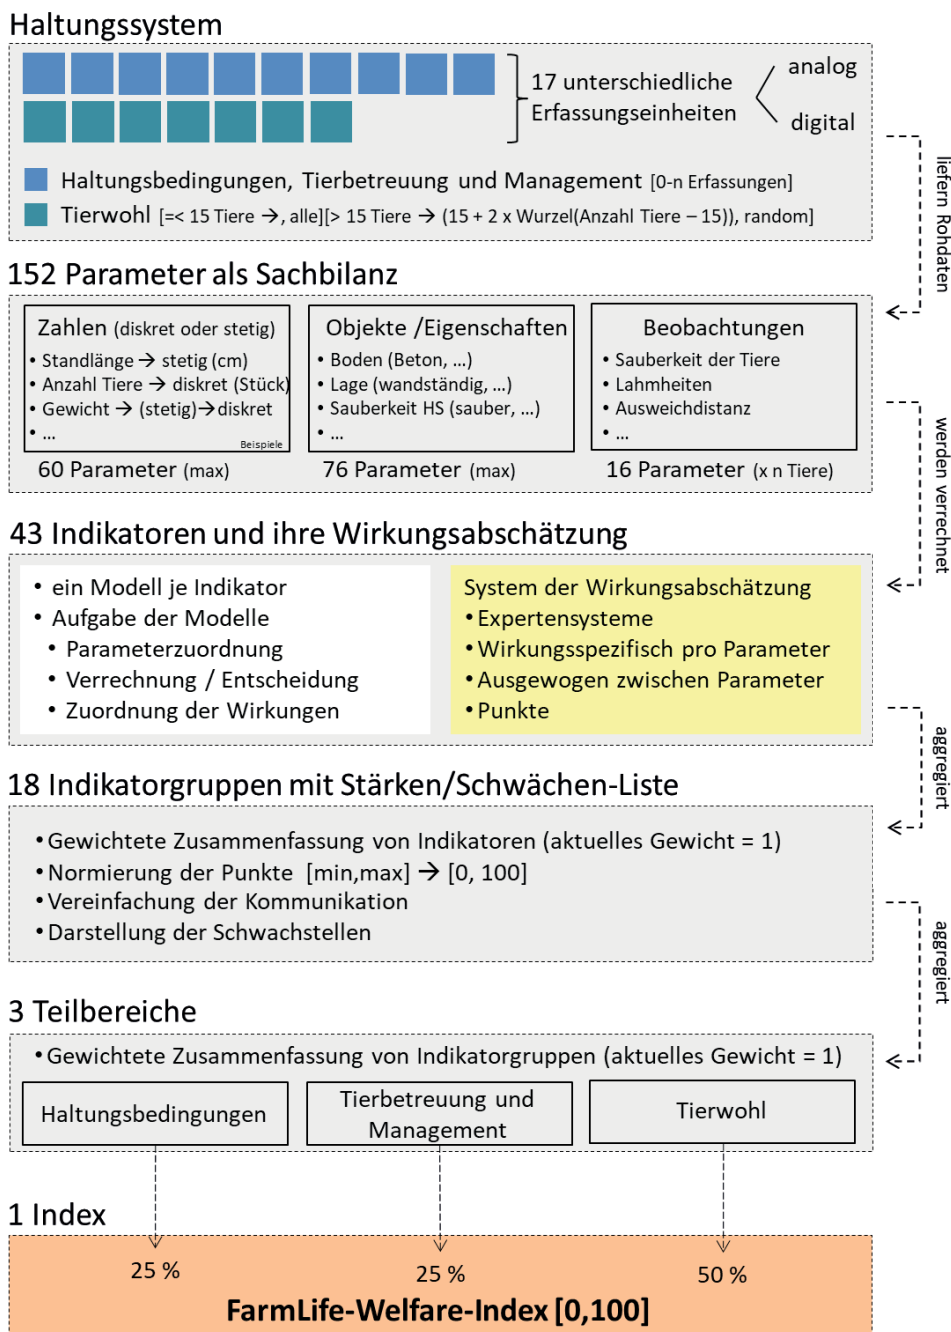 Haltungssystem
17 unterschiedliche
Erfassungseinheiten
analog
digital
Haltungsbedingungen, Tierbetreuung und Management [0-n Erfassungen]
Tierwohl [=< 15 Tiere →, alle][> 15 Tiere → (15 + 2 x Wurzel(Anzahl Tiere – 15)), random]
liefern Rohdaten
152 Parameter als Sachbilanz
Zahlen (diskret oder stetig)
• Standlänge → stetig (cm)
• Anzahl Tiere → diskret (Stück)
• Gewicht → (stetig)→ diskret
• ...
Beispiele
60 Parameter (max)
Objekte /Eigenschaften
• Boden (Beton, ...)
• Lage (wandständig, ...)
• Sauberkeit HS (sauber, ...)
• ...
76 Parameter (max)
Beobachtungen
• Sauberkeit der Tiere
• Lahmheiten
• Ausweichdistanz
• ...
16 Parameter (x n Tiere)
werden verrechnet
43 Indikatoren und ihre Wirkungsabschätzung
• ein Modell je Indikator
• Aufgabe der Modelle
• Parameterzuordnung
• Verrechnung / Entscheidung
• Zuordnung der Wirkungen
System der Wirkungsabschätzung
• Expertensysteme
• Wirkungsspezifisch pro Parameter
• Ausgewogen zwischen Parameter
• Punkte
aggregiert
18 Indikatorgruppen mit Stärken/Schwächen-Liste
• Gewichtete Zusammenfassung von Indikatoren (aktuelles Gewicht = 1)
• Normierung der Punkte [min,max] → [0, 100]
• Vereinfachung der Kommunikation
• Darstellung der Schwachstellen
aggregiert
3 Teilbereiche
• Gewichtete Zusammenfassung von Indikatorgruppen (aktuelles Gewicht = 1)
Haltungsbedingungen
Tierbetreuung und
Management
Tierwohl
1 Index
25 %
25 %
50 %
FarmLife-Welfare-Index [0,100]